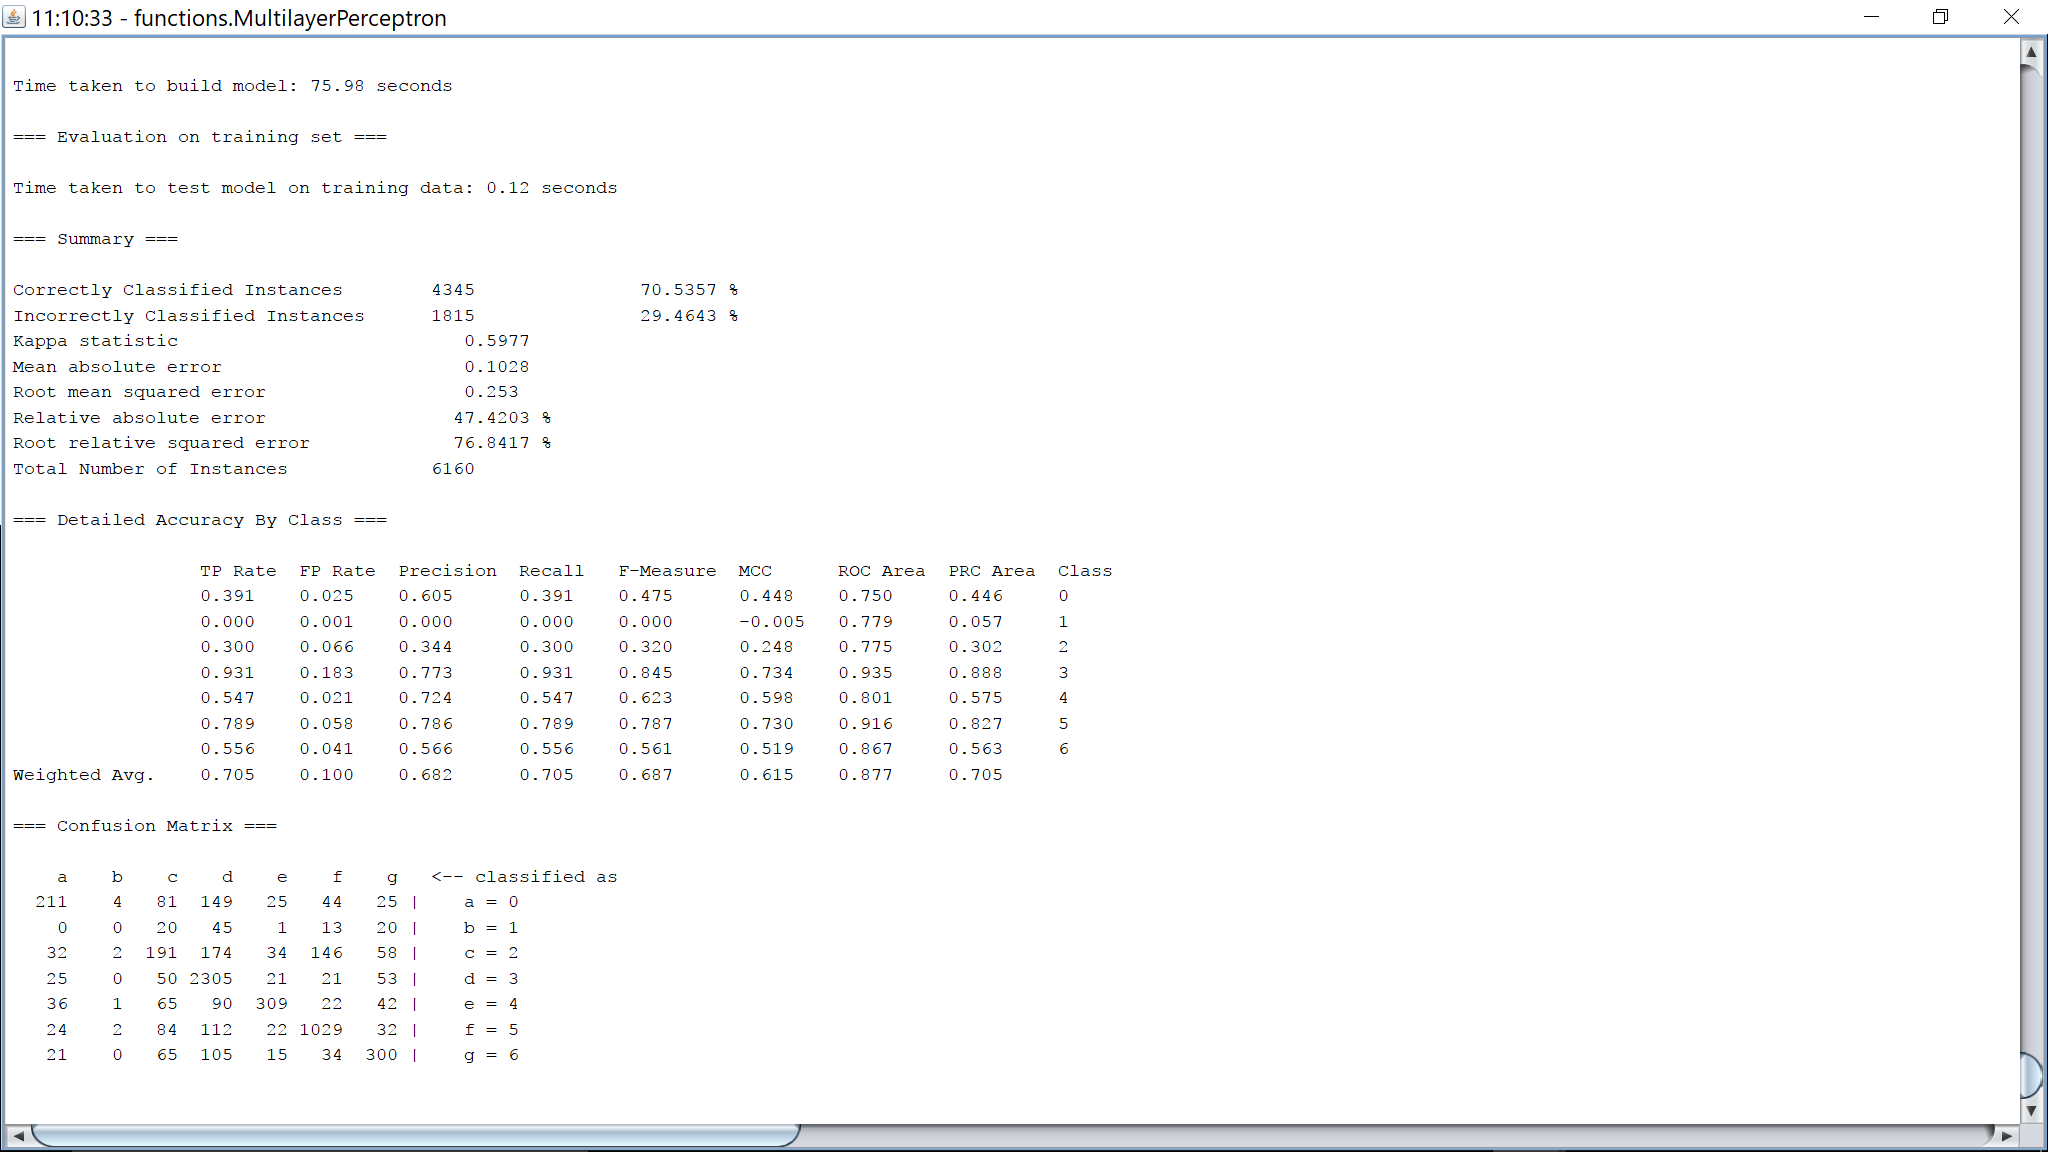 11:10:33 - functions.MultilayerPerceptron
Time taken to build model: 75.98 seconds
=== Evaluation on training set ===
Time taken to test model on training data: 0.12 seconds
=== Summary ===
Correctly Classified Instances        4345               70.5357 %
Incorrectly Classified Instances      1815               29.4643 %
Kappa statistic                          0.5977
Mean absolute error                      0.1028
Root mean squared error                  0.253
Relative absolute error                 47.4203 %
Root relative squared error             76.8417 %
Total Number of Instances             6160
=== Detailed Accuracy By Class ===
                 TP Rate  FP Rate  Precision  Recall   F-Measure  MCC      ROC Area  PRC Area  Class
                 0.391    0.025    0.605      0.391    0.475      0.448    0.750     0.446     0
                 0.000    0.001    0.000      0.000    0.000      -0.005   0.779     0.057     1
                 0.300    0.066    0.344      0.300    0.320      0.248    0.775     0.302     2
                 0.931    0.183    0.773      0.931    0.845      0.734    0.935     0.888     3
                 0.547    0.021    0.724      0.547    0.623      0.598    0.801     0.575     4
                 0.789    0.058    0.786      0.789    0.787      0.730    0.916     0.827     5
                 0.556    0.041    0.566      0.556    0.561      0.519    0.867     0.563     6
Weighted Avg.    0.705    0.100    0.682      0.705    0.687      0.615    0.877     0.705
=== Confusion Matrix ===
    a    b    c    d    e    f    g   <-- classified as
  211    4   81  149   25   44   25 |    a = 0
    0    0   20   45    1   13   20 |    b = 1
   32    2  191  174   34  146   58 |    c = 2
   25    0   50 2305   21   21   53 |    d = 3
   36    1   65   90  309   22   42 |    e = 4
   24    2   84  112   22 1029   32 |    f = 5
   21    0   65  105   15   34  300 |    g = 6